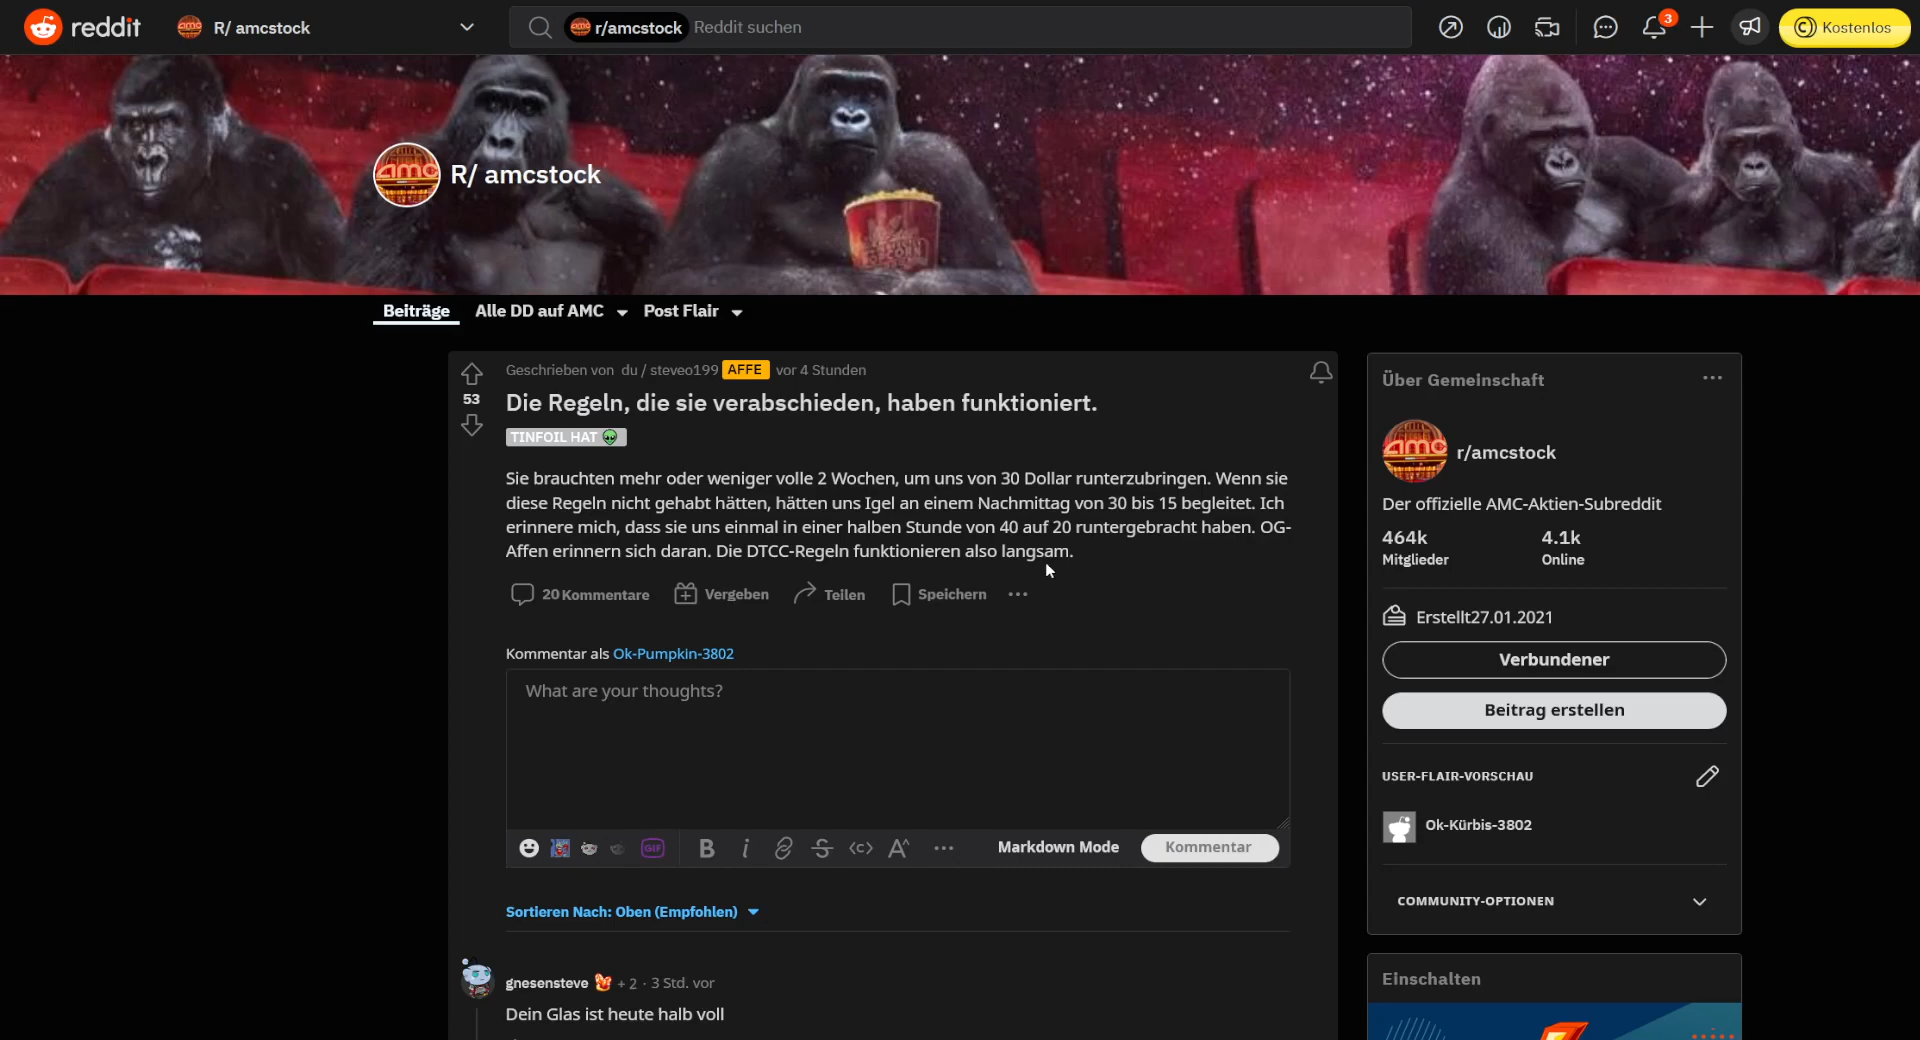 reddit
R/ amcstock
r/amcstock Reddit suchen
3
Kostenlos
amc
R/ amcstock
Beiträge
Alle DD auf AMC
Post Flair
Geschrieben von du / steveo199 AFFE vor 4 Stunden
53
Die Regeln, die sie verabschieden, haben funktioniert.
TINFOIL HAT
Sie brauchten mehr oder weniger volle 2 Wochen, um uns von 30 Dollar runterzubringen. Wenn sie
diese Regeln nicht gehabt hätten, hätten uns Igel an einem Nachmittag von 30 bis 15 begleitet. Ich
erinnere mich, dass sie uns einmal in einer halben Stunde von 40 auf 20 runtergebracht haben. OG-
Affen erinnern sich daran. Die DTCC-Regeln funktionieren also langsam.
20 Kommentare
Vergeben
Teilen
Speichern
Kommentar als Ok-Pumpkin-3802
What are your thoughts?
GIF
Markdown Mode
Kommentar
Sortieren Nach: Oben (Empfohlen)
gnesensteve +2 · 3 Std. vor
Dein Glas ist heute halb voll
Über Gemeinschaft
amc
r/amcstock
Der offizielle AMC-Aktien-Subreddit
464k
4.1k
Mitglieder
Online
Erstellt27.01.2021
Verbundener
Beitrag erstellen
USER-FLAIR-VORSCHAU
Ok-Kürbis-3802
COMMUNITY-OPTIONEN
Einschalten